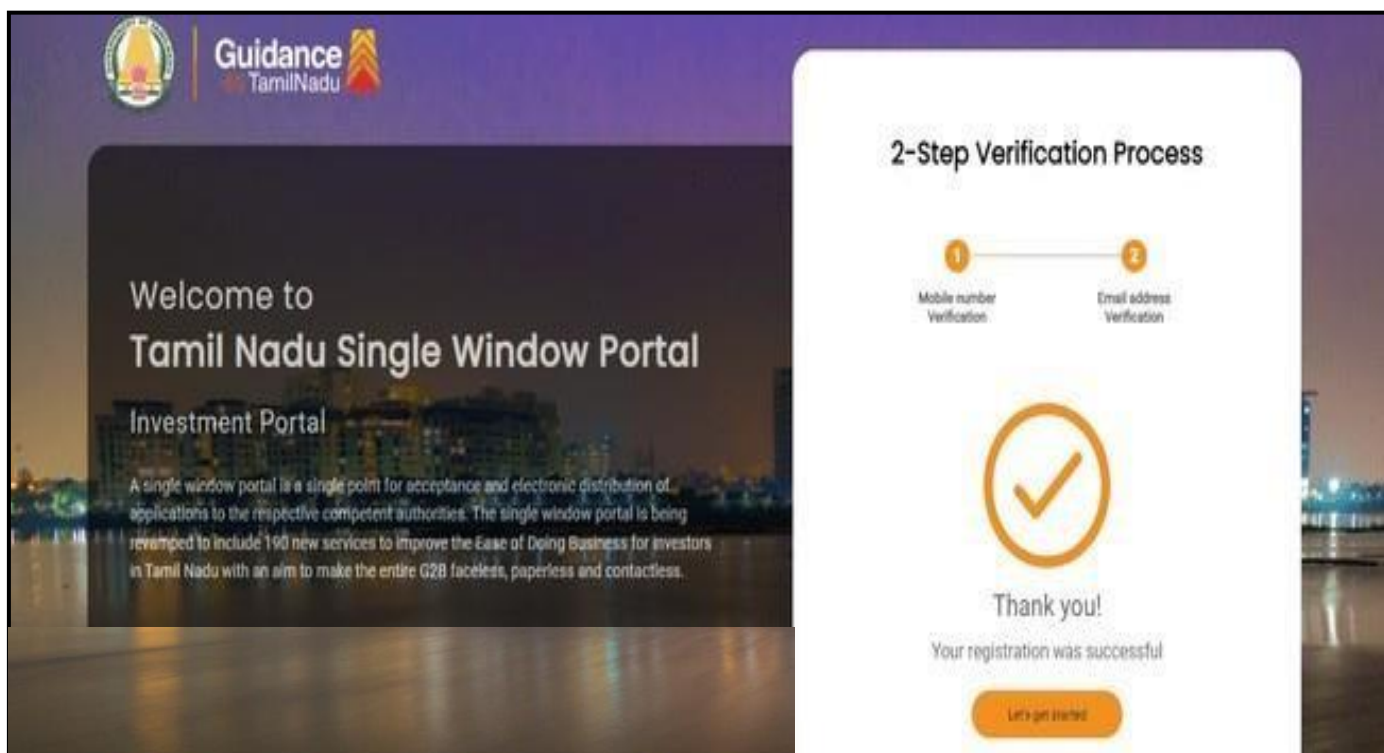 Guidance
TamilNadu
Welcome to
Tamil Nadu Single Window Portal
Investment Portal
A single window portal is a single point for acceptance and electronic distribution of
applications to the respective competent authorities. The single window portal is being
revamped to include 190 new services to improve the Ease of Doing Business for investors
in Tamil Nadu with an aim to make the entire G2B faceless, paperless and contactless.
2-Step Verification Process
1
2
Mobile number
Verification
Email address
Verification
Thank you!
Your registration was successful
Let's get started